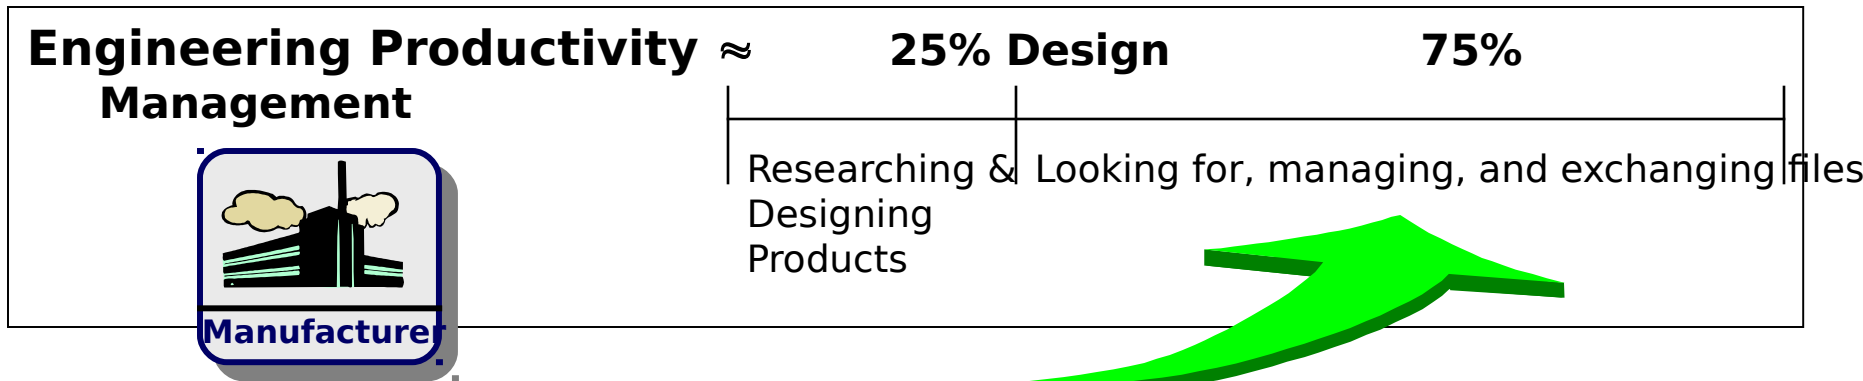 Engineering Productivity ≈ 25% Design 75%
Management
Researching & Looking for, managing, and exchanging files
Designing
Products
Manufacturer